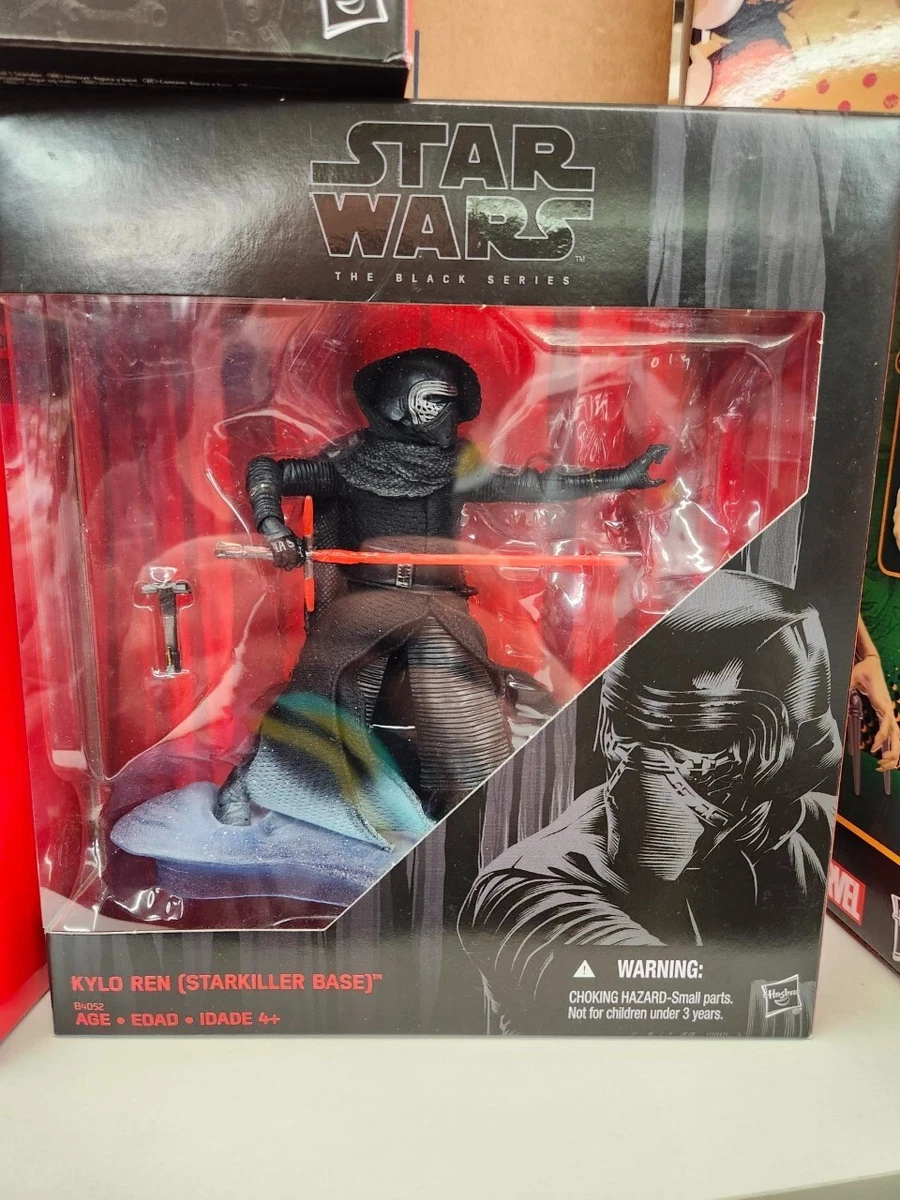 STAR
WARS
™
THE BLACK SERIES
KYLO REN (STARKILLER BASE)™
B4052
AGE • EDAD • IDADE 4+
⚠ WARNING:
CHOKING HAZARD-Small parts.
Not for children under 3 years.
Hasbro